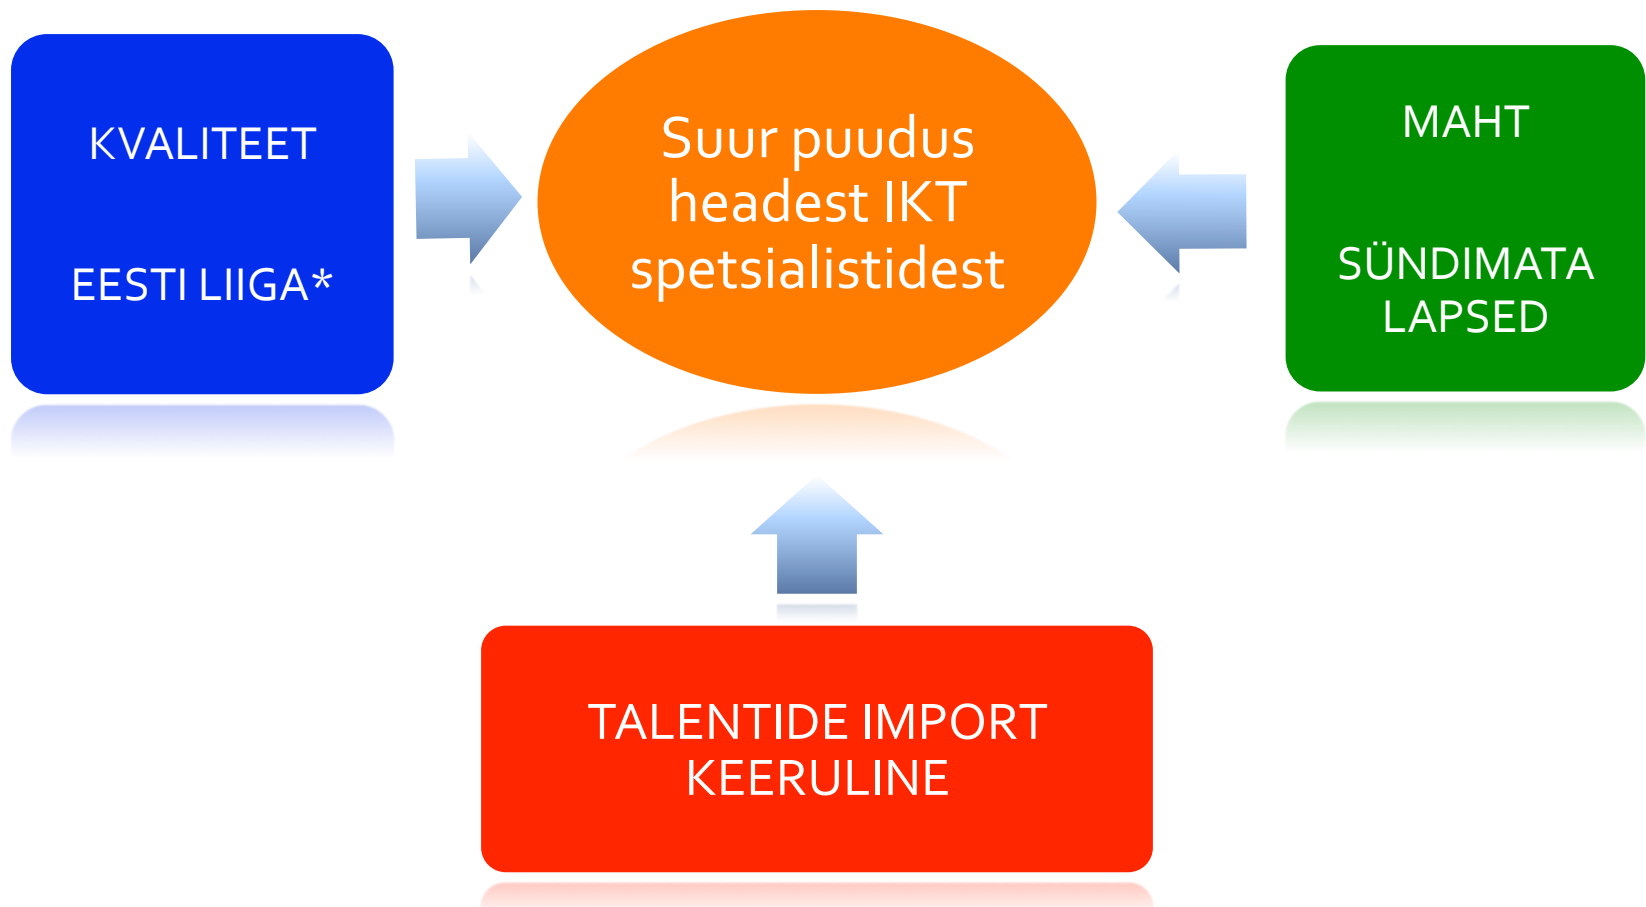 KVALITEET
EESTI LIIGA*
Suur puudus
headest IKT
spetsialistidest
MAHT
SÜNDIMATA
LAPSED
TALENTIDE IMPORT
KEERULINE